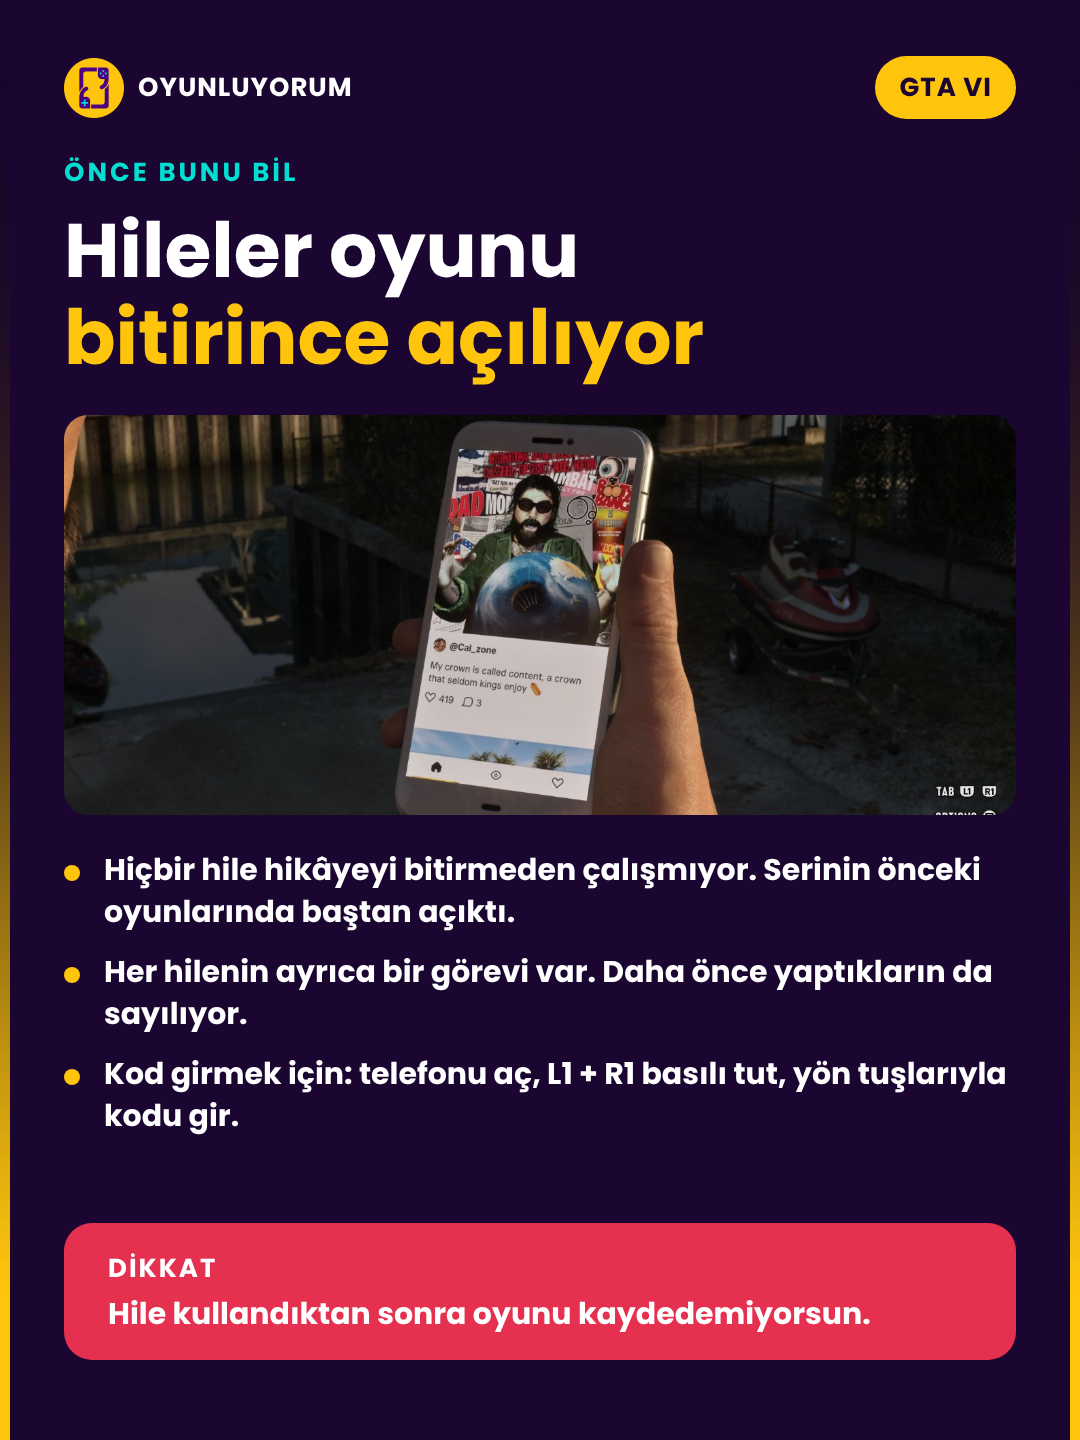 OYUNLUYORUM
GTA VI
ÖNCE BUNU BİL
Hileler oyunu
bitirince açılıyor
@Cal_zone
My crown is called content, a crown
that seldom kings enjoy
419 3
TAB L1 R1
Hiçbir hile hikâyeyi bitirmeden çalışmıyor. Serinin önceki
oyunlarında baştan açıktı.
Her hilenin ayrıca bir görevi var. Daha önce yaptıkların da
sayılıyor.
Kod girmek için: telefonu aç, L1 + R1 basılı tut, yön tuşlarıyla
kodu gir.
DİKKAT
Hile kullandıktan sonra oyunu kaydedemiyorsun.